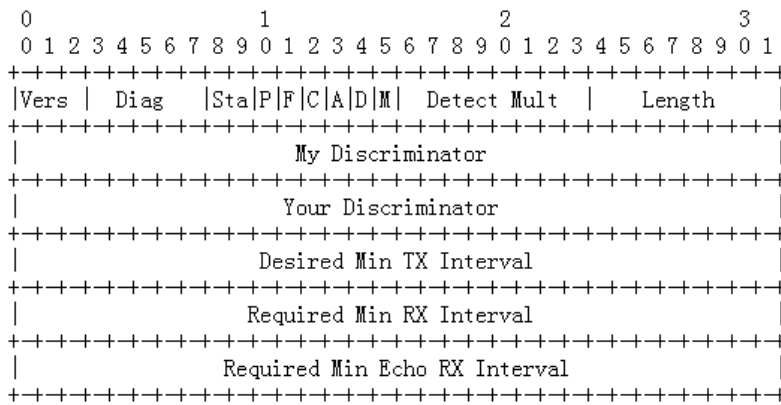 0                   1                   2                   3
0 1 2 3 4 5 6 7 8 9 0 1 2 3 4 5 6 7 8 9 0 1 2 3 4 5 6 7 8 9 0 1
+-+-+-+-+-+-+-+-+-+-+-+-+-+-+-+-+-+-+-+-+-+-+-+-+-+-+-+-+-+-+-+-+
|Vers |  Diag   |Sta|P|F|C|A|D|M|  Detect Mult  |    Length     |
+-+-+-+-+-+-+-+-+-+-+-+-+-+-+-+-+-+-+-+-+-+-+-+-+-+-+-+-+-+-+-+-+
|                       My Discriminator                        |
+-+-+-+-+-+-+-+-+-+-+-+-+-+-+-+-+-+-+-+-+-+-+-+-+-+-+-+-+-+-+-+-+
|                      Your Discriminator                       |
+-+-+-+-+-+-+-+-+-+-+-+-+-+-+-+-+-+-+-+-+-+-+-+-+-+-+-+-+-+-+-+-+
|                    Desired Min TX Interval                    |
+-+-+-+-+-+-+-+-+-+-+-+-+-+-+-+-+-+-+-+-+-+-+-+-+-+-+-+-+-+-+-+-+
|                   Required Min RX Interval                    |
+-+-+-+-+-+-+-+-+-+-+-+-+-+-+-+-+-+-+-+-+-+-+-+-+-+-+-+-+-+-+-+-+
|                 Required Min Echo RX Interval                 |
+-+-+-+-+-+-+-+-+-+-+-+-+-+-+-+-+-+-+-+-+-+-+-+-+-+-+-+-+-+-+-+-+